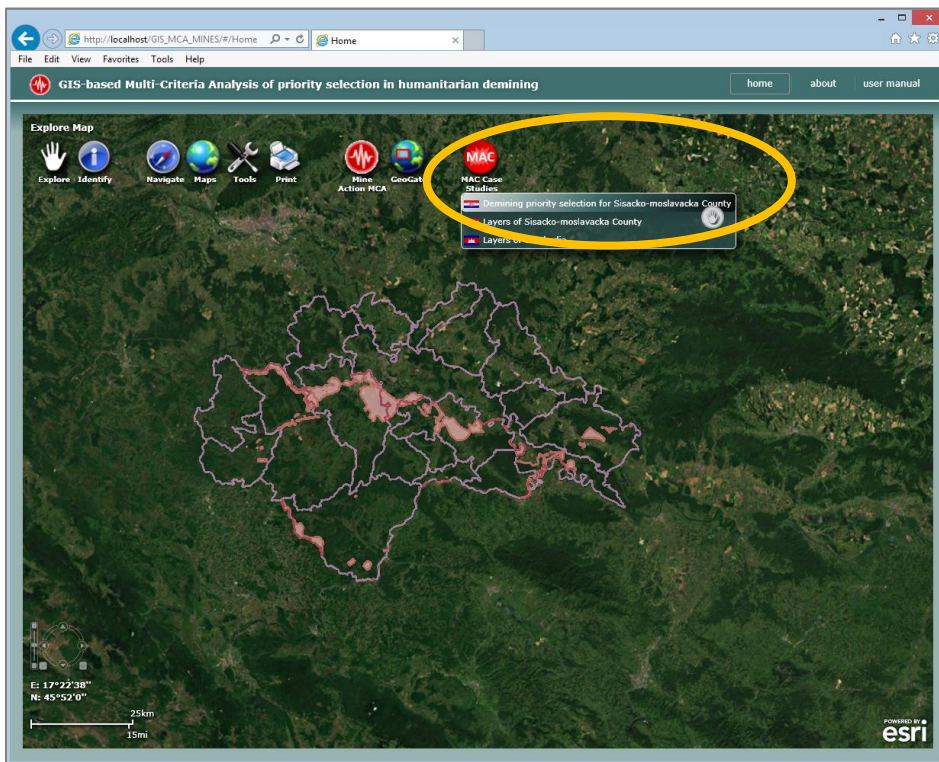 http://localhost/GIS_MCA_MINES/#/Home
Home
File Edit View Favorites Tools Help
GIS-based Multi-Criteria Analysis of priority selection in humanitarian demining
home about user manual
Explore Map
MAC
Explore Identify Navigate Maps Tools Print Mine Action MCA GeoGat MAC Case Studies
Demining priority selection for Sisacko-moslavacka County
Layers of Sisacko-moslavacka County
Layers of
E: 17°22'38"
N: 45°52'0"
25km
15mi
POWERED BY
esri